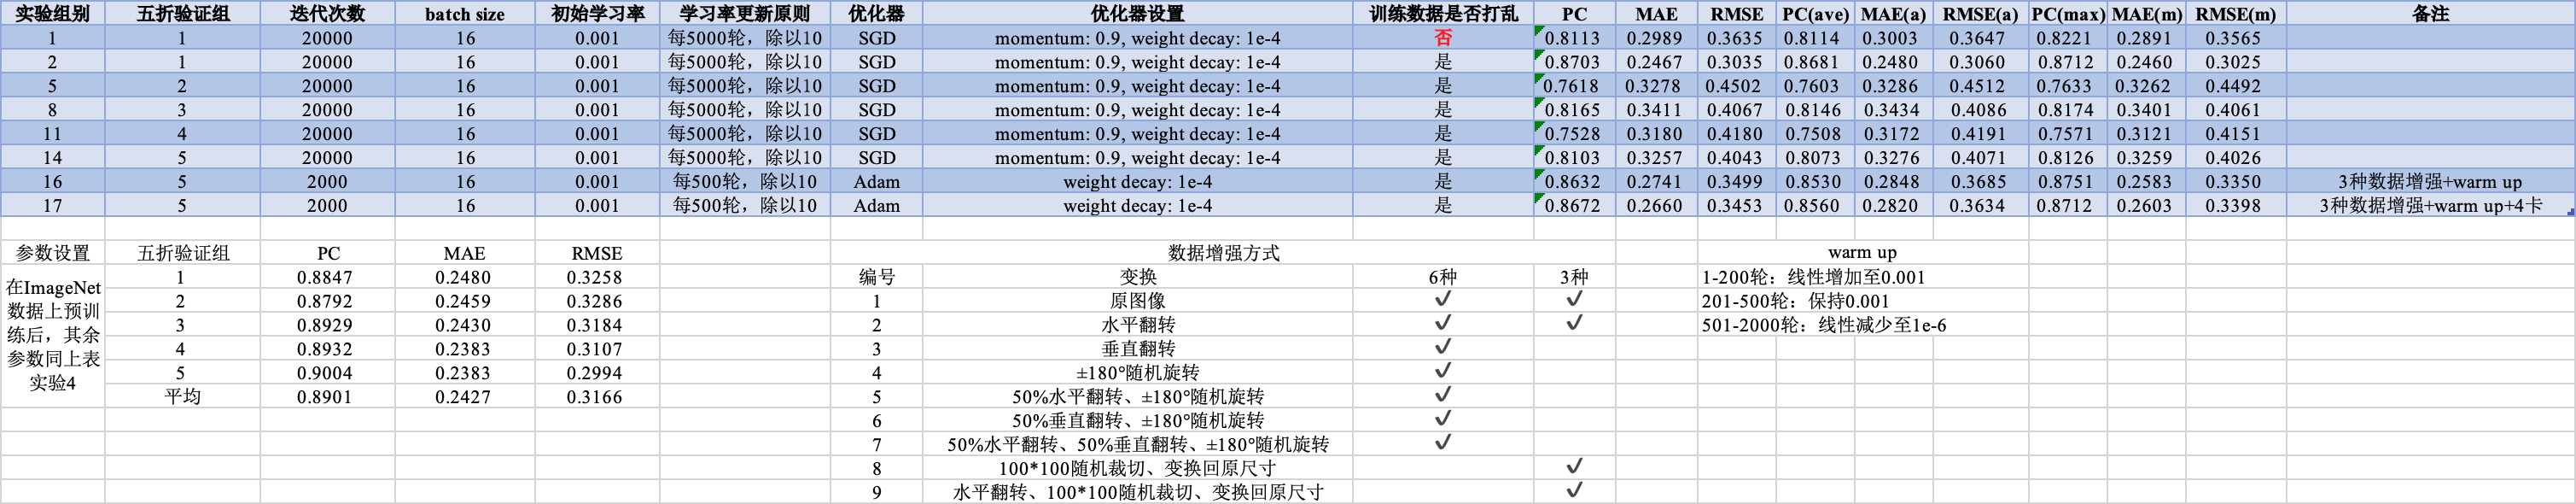 实验组别 五折验证组 迭代次数 batch size 初始学习率 学习率更新原则 优化器 优化器设置 训练数据是否打乱 PC MAE RMSE PC(ave) MAE(a) RMSE(a) PC(max) MAE(m) RMSE(m) 备注
1 1 20000 16 0.001 每5000轮，除以10 SGD momentum: 0.9, weight decay: 1e-4 否 0.8113 0.2989 0.3635 0.8114 0.3003 0.3647 0.8221 0.2891 0.3565
2 1 20000 16 0.001 每5000轮，除以10 SGD momentum: 0.9, weight decay: 1e-4 是 0.8703 0.2467 0.3035 0.8681 0.2480 0.3060 0.8712 0.2460 0.3025
5 2 20000 16 0.001 每5000轮，除以10 SGD momentum: 0.9, weight decay: 1e-4 是 0.7618 0.3278 0.4502 0.7603 0.3286 0.4512 0.7633 0.3262 0.4492
8 3 20000 16 0.001 每5000轮，除以10 SGD momentum: 0.9, weight decay: 1e-4 是 0.8165 0.3411 0.4067 0.8146 0.3434 0.4086 0.8174 0.3401 0.4061
11 4 20000 16 0.001 每5000轮，除以10 SGD momentum: 0.9, weight decay: 1e-4 是 0.7528 0.3180 0.4180 0.7508 0.3172 0.4191 0.7571 0.3121 0.4151
14 5 20000 16 0.001 每5000轮，除以10 SGD momentum: 0.9, weight decay: 1e-4 是 0.8103 0.3257 0.4043 0.8073 0.3276 0.4071 0.8126 0.3259 0.4026
16 5 2000 16 0.001 每500轮，除以10 Adam weight decay: 1e-4 是 0.8632 0.2741 0.3499 0.8530 0.2848 0.3685 0.8751 0.2583 0.3350 3种数据增强+warm up
17 5 2000 16 0.001 每500轮，除以10 Adam weight decay: 1e-4 是 0.8672 0.2660 0.3453 0.8560 0.2820 0.3634 0.8712 0.2603 0.3398 3种数据增强+warm up+4卡
参数设置 五折验证组 PC MAE RMSE 数据增强方式 warm up
1 0.8847 0.2480 0.3258 编号 变换 6种 3种 1-200轮：线性增加至0.001
在ImageNet
2 0.8792 0.2459 0.3286 1 原图像 ✓ ✓ 201-500轮：保持0.001
数据上预训
3 0.8929 0.2430 0.3184 2 水平翻转 ✓ ✓ 501-2000轮：线性减少至1e-6
练后，其余
4 0.8932 0.2383 0.3107 3 垂直翻转 ✓
参数同上表
5 0.9004 0.2383 0.2994 4 ±180°随机旋转 ✓
实验4
平均 0.8901 0.2427 0.3166 5 50%水平翻转、±180°随机旋转 ✓
6 50%垂直翻转、±180°随机旋转 ✓
7 50%水平翻转、50%垂直翻转、±180°随机旋转 ✓
8 100*100随机裁切、变换回原尺寸 ✓
9 水平翻转、100*100随机裁切、变换回原尺寸 ✓